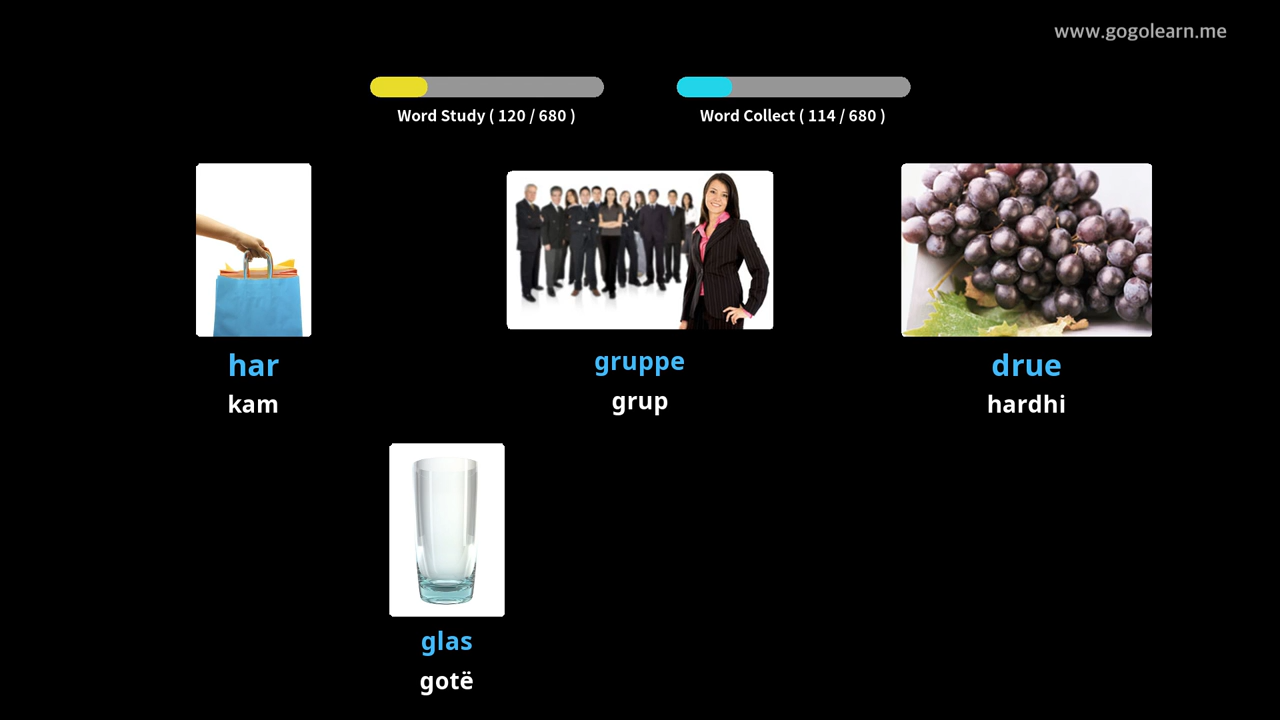 www.gogolearn.me
Word Study ( 120 / 680 )
Word Collect ( 114 / 680 )
har
kam
gruppe
grup
drue
hardhi
glas
gotë